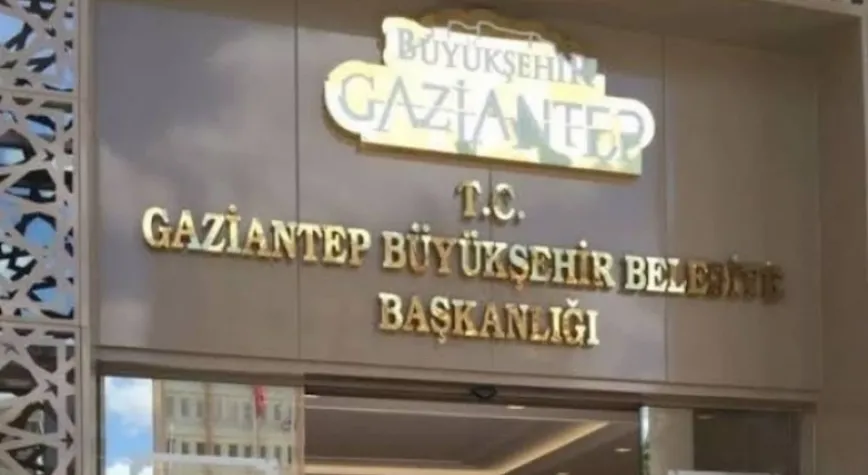 BÜYÜKŞEHİR
GAZİANTEP
T.C.
GAZİANTEP BÜYÜKŞEHİR BELEDİYE
BAŞKANLIĞI